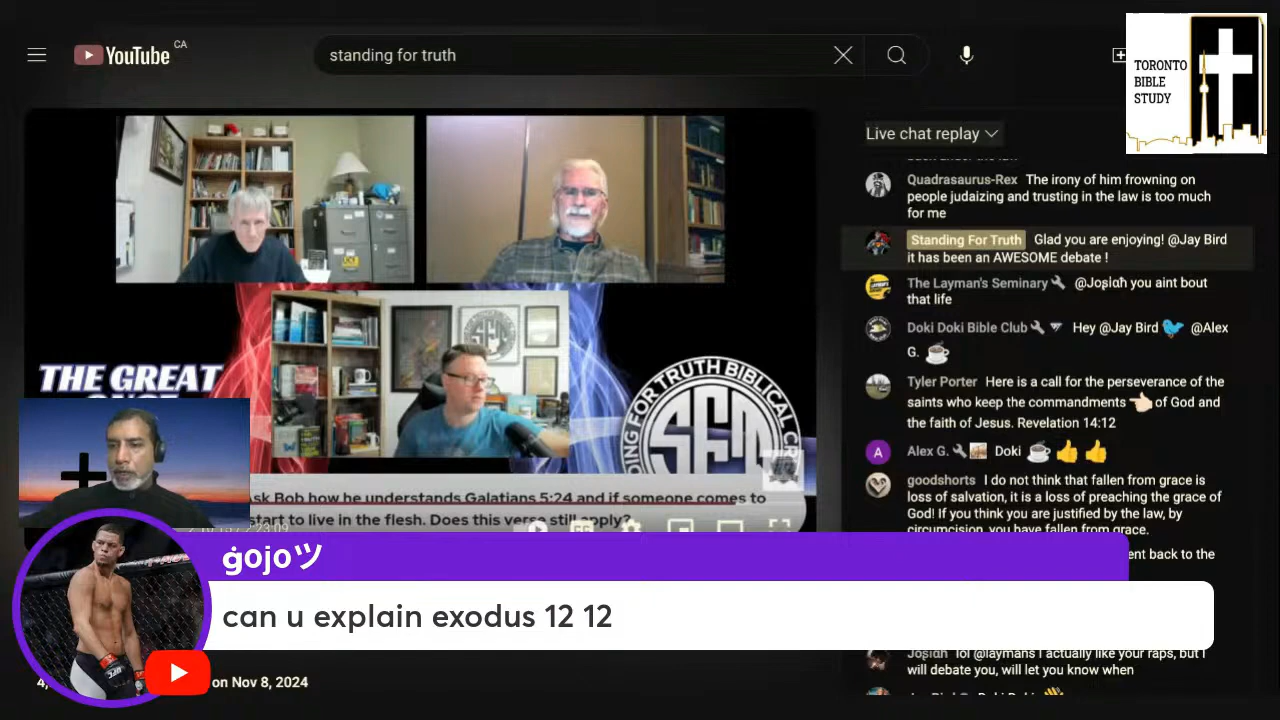 YouTube CA
standing for truth
TORONTO
BIBLE
STUDY
Live chat replay
Quadrasaurus-Rex The irony of him frowning on
people judaizing and trusting in the law is too much
for me
Standing For Truth Glad you are enjoying! @Jay Bird
it has been an AWESOME debate !
The Layman's Seminary @Joșiαħ you aint bout
that life
Doki Doki Bible Club Hey @Jay Bird @Alex
G.
Tyler Porter Here is a call for the perseverance of the
saints who keep the commandments of God and
the faith of Jesus. Revelation 14:12
Alex G. Doki
goodshorts I do not think that fallen from grace is
loss of salvation, it is a loss of preaching the grace of
God! If you think you are justified by the law, by
circumcision, you have fallen from grace.
ent back to the
Joșiαħ lol @laymans I actually like your raps, but I
will debate you, will let you know when
THE GREAT
SFT
sk Bob how he understands Galatians 5:24 and if someone comes to
start to live in the flesh. Does this verse still apply?
ġojoツ
can u explain exodus 12 12
on Nov 8, 2024